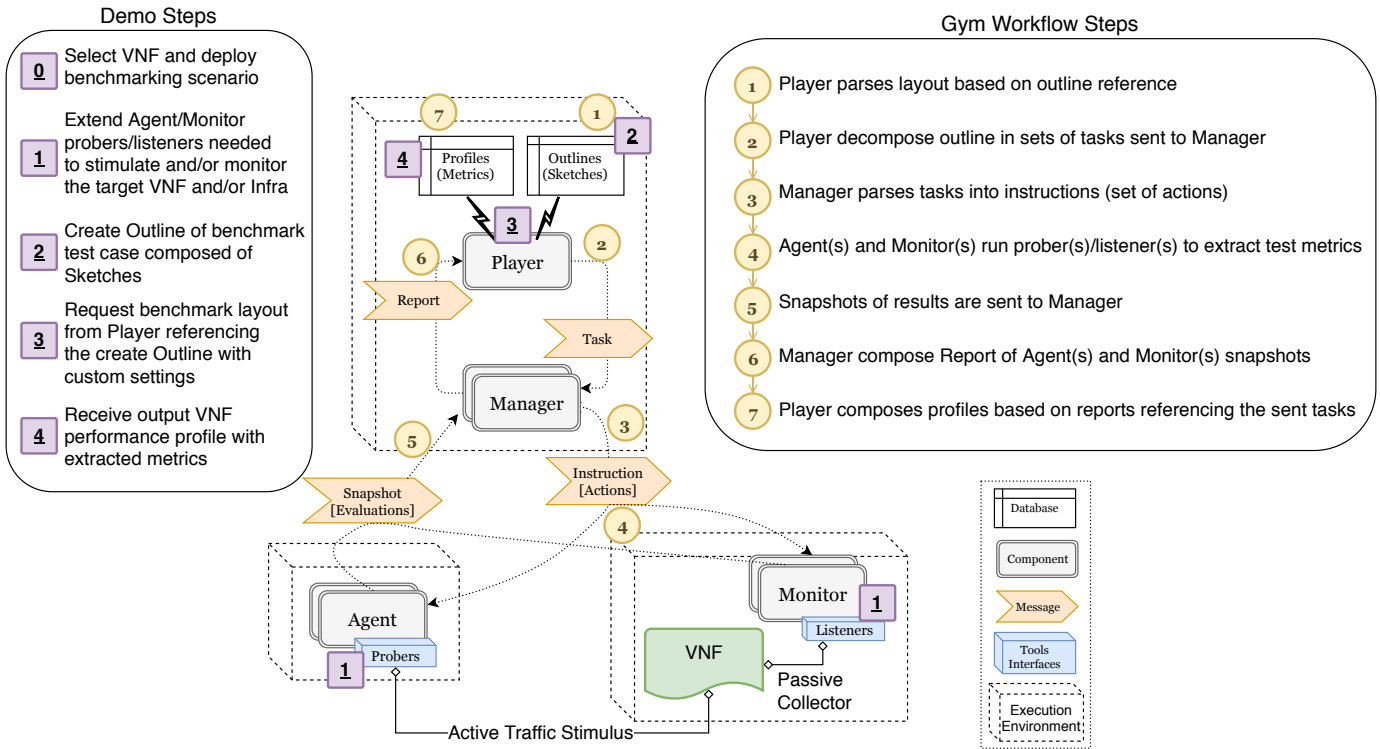 Demo Steps
0
Select VNF and deploy
benchmarking scenario
1
Extend Agent/Monitor
probers/listeners needed
to stimulate and/or monitor
the target VNF and/or Infra
2
Create Outline of benchmark
test case composed of
Sketches
3
Request benchmark layout
from Player referencing
the create Outline with
custom settings
4
Receive output VNF
performance profile with
extracted metrics
7
1
2
4
Profiles
(Metrics)
Outlines
(Sketches)
3
6
Player
2
Report
Task
Manager
5
3
Snapshot
[Evaluations]
Instruction
[Actions]
4
Agent
Probers
1
Monitor
1
Listeners
VNF
Passive
Collector
Active Traffic Stimulus
Gym Workflow Steps
1
Player parses layout based on outline reference
2
Player decompose outline in sets of tasks sent to Manager
3
Manager parses tasks into instructions (set of actions)
4
Agent(s) and Monitor(s) run prober(s)/listener(s) to extract test metrics
5
Snapshots of results are sent to Manager
6
Manager compose Report of Agent(s) and Monitor(s) snapshots
7
Player composes profiles based on reports referencing the sent tasks
Database
Component
Message
Tools
Interfaces
Execution
Environment